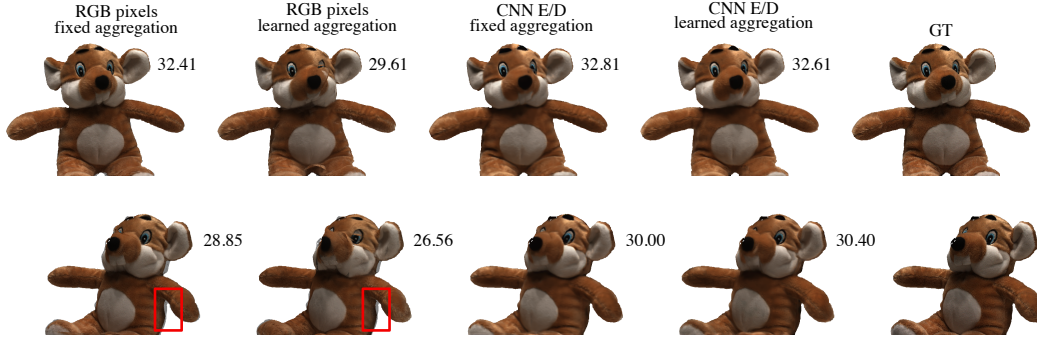 RGB pixels
fixed aggregation
RGB pixels
learned aggregation
CNN E/D
fixed aggregation
CNN E/D
learned aggregation
GT
32.41
29.61
32.81
32.61
28.85
26.56
30.00
30.40